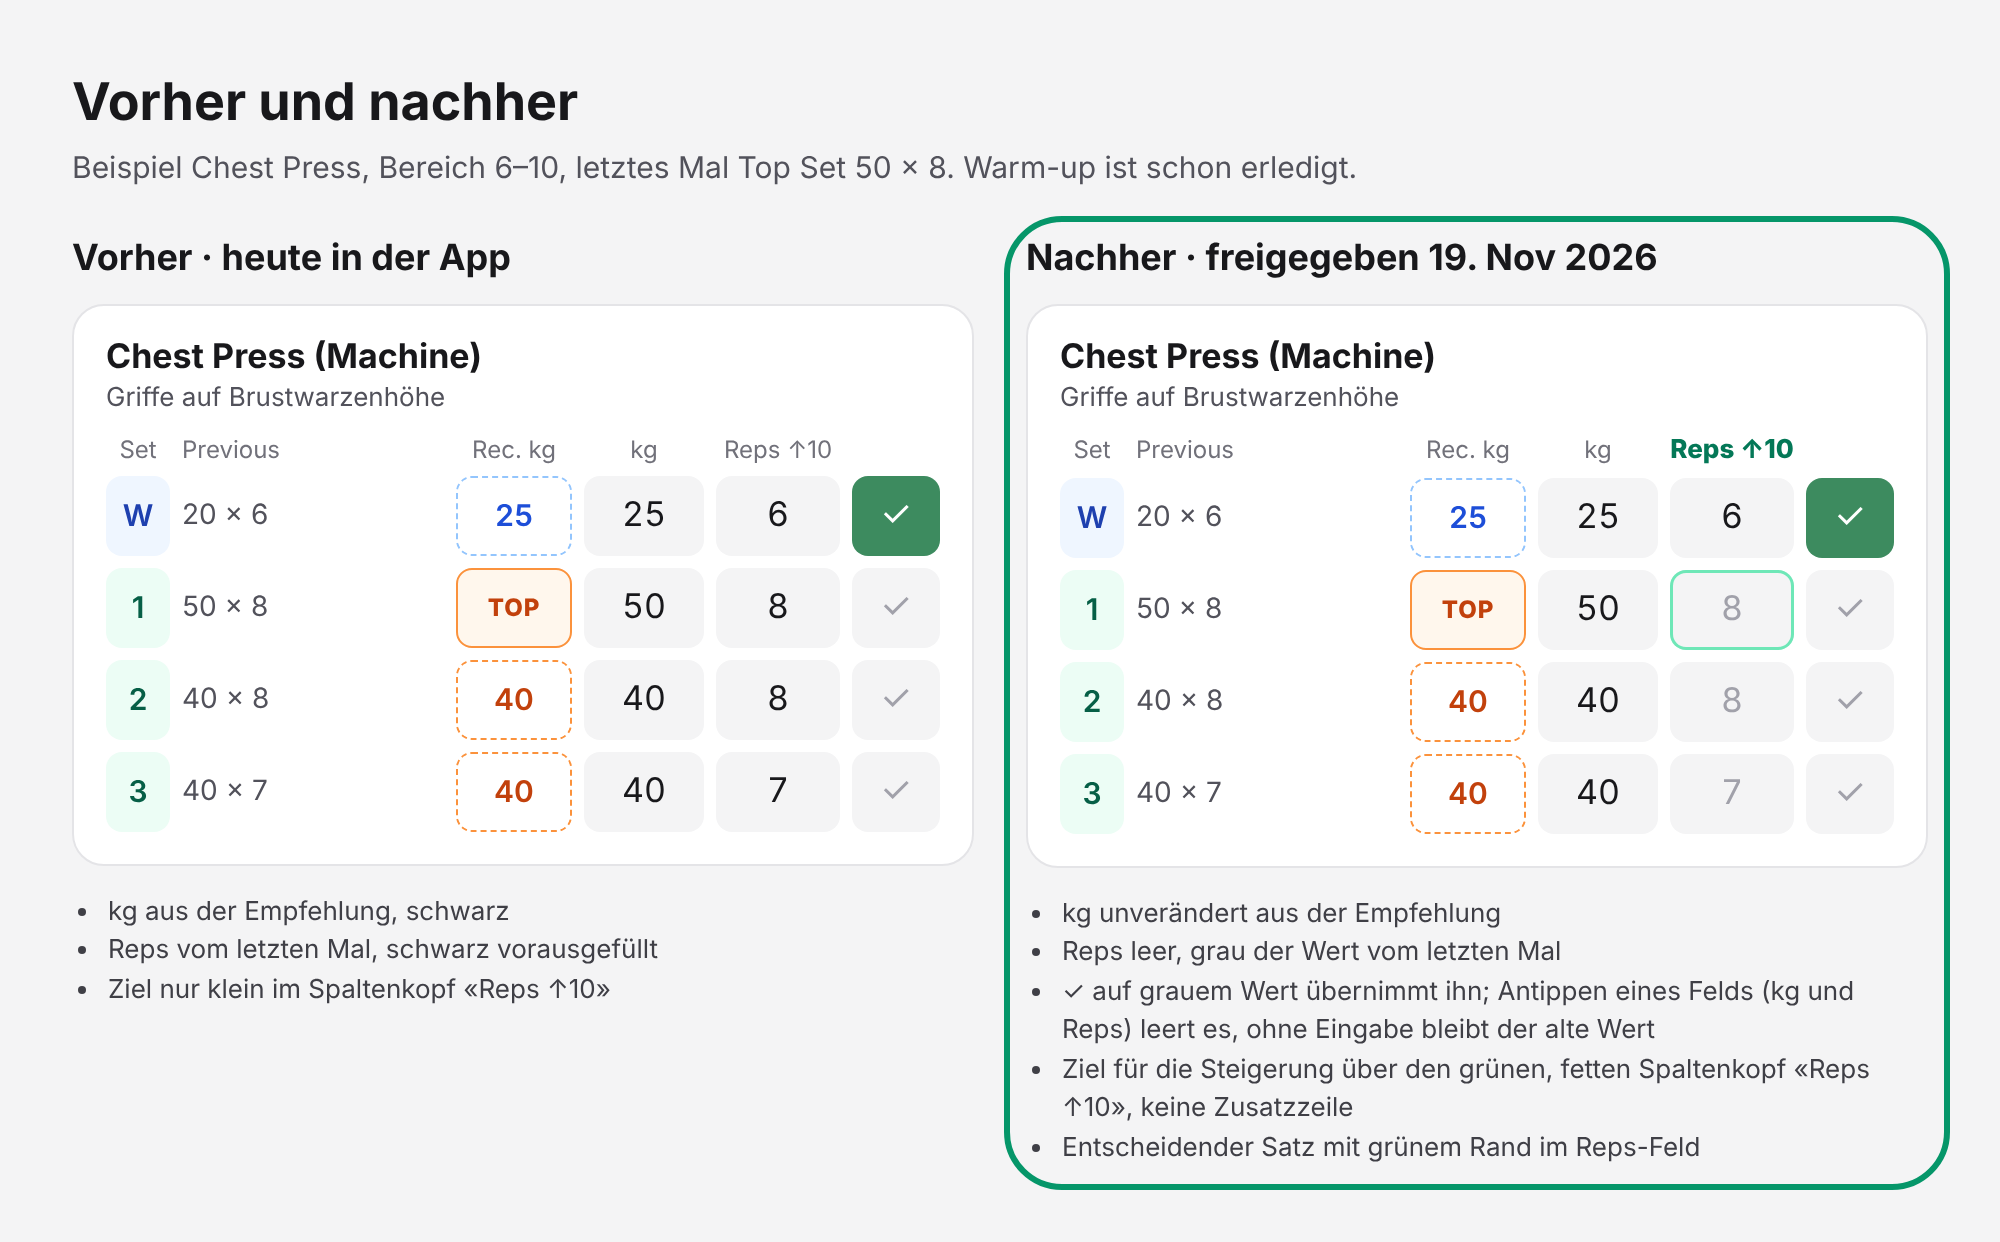 Vorher und nachher
Beispiel Chest Press, Bereich 6–10, letztes Mal Top Set 50 × 8. Warm-up ist schon erledigt.
Vorher · heute in der App
Chest Press (Machine)
Griffe auf Brustwarzenhöhe
Set Previous Rec. kg kg Reps ↑10
W 20 × 6 25 25 6 ✓
1 50 × 8 TOP 50 8 ✓
2 40 × 8 40 40 8 ✓
3 40 × 7 40 40 7 ✓
• kg aus der Empfehlung, schwarz
• Reps vom letzten Mal, schwarz vorausgefüllt
• Ziel nur klein im Spaltenkopf «Reps ↑10»
Nachher · freigegeben 19. Nov 2026
Chest Press (Machine)
Griffe auf Brustwarzenhöhe
Set Previous Rec. kg kg Reps ↑10
W 20 × 6 25 25 6 ✓
1 50 × 8 TOP 50 8 ✓
2 40 × 8 40 40 8 ✓
3 40 × 7 40 40 7 ✓
• kg unverändert aus der Empfehlung
• Reps leer, grau der Wert vom letzten Mal
• ✓ auf grauem Wert übernimmt ihn; Antippen eines Felds (kg und
Reps) leert es, ohne Eingabe bleibt der alte Wert
• Ziel für die Steigerung über den grünen, fetten Spaltenkopf «Reps
↑10», keine Zusatzzeile
• Entscheidender Satz mit grünem Rand im Reps-Feld